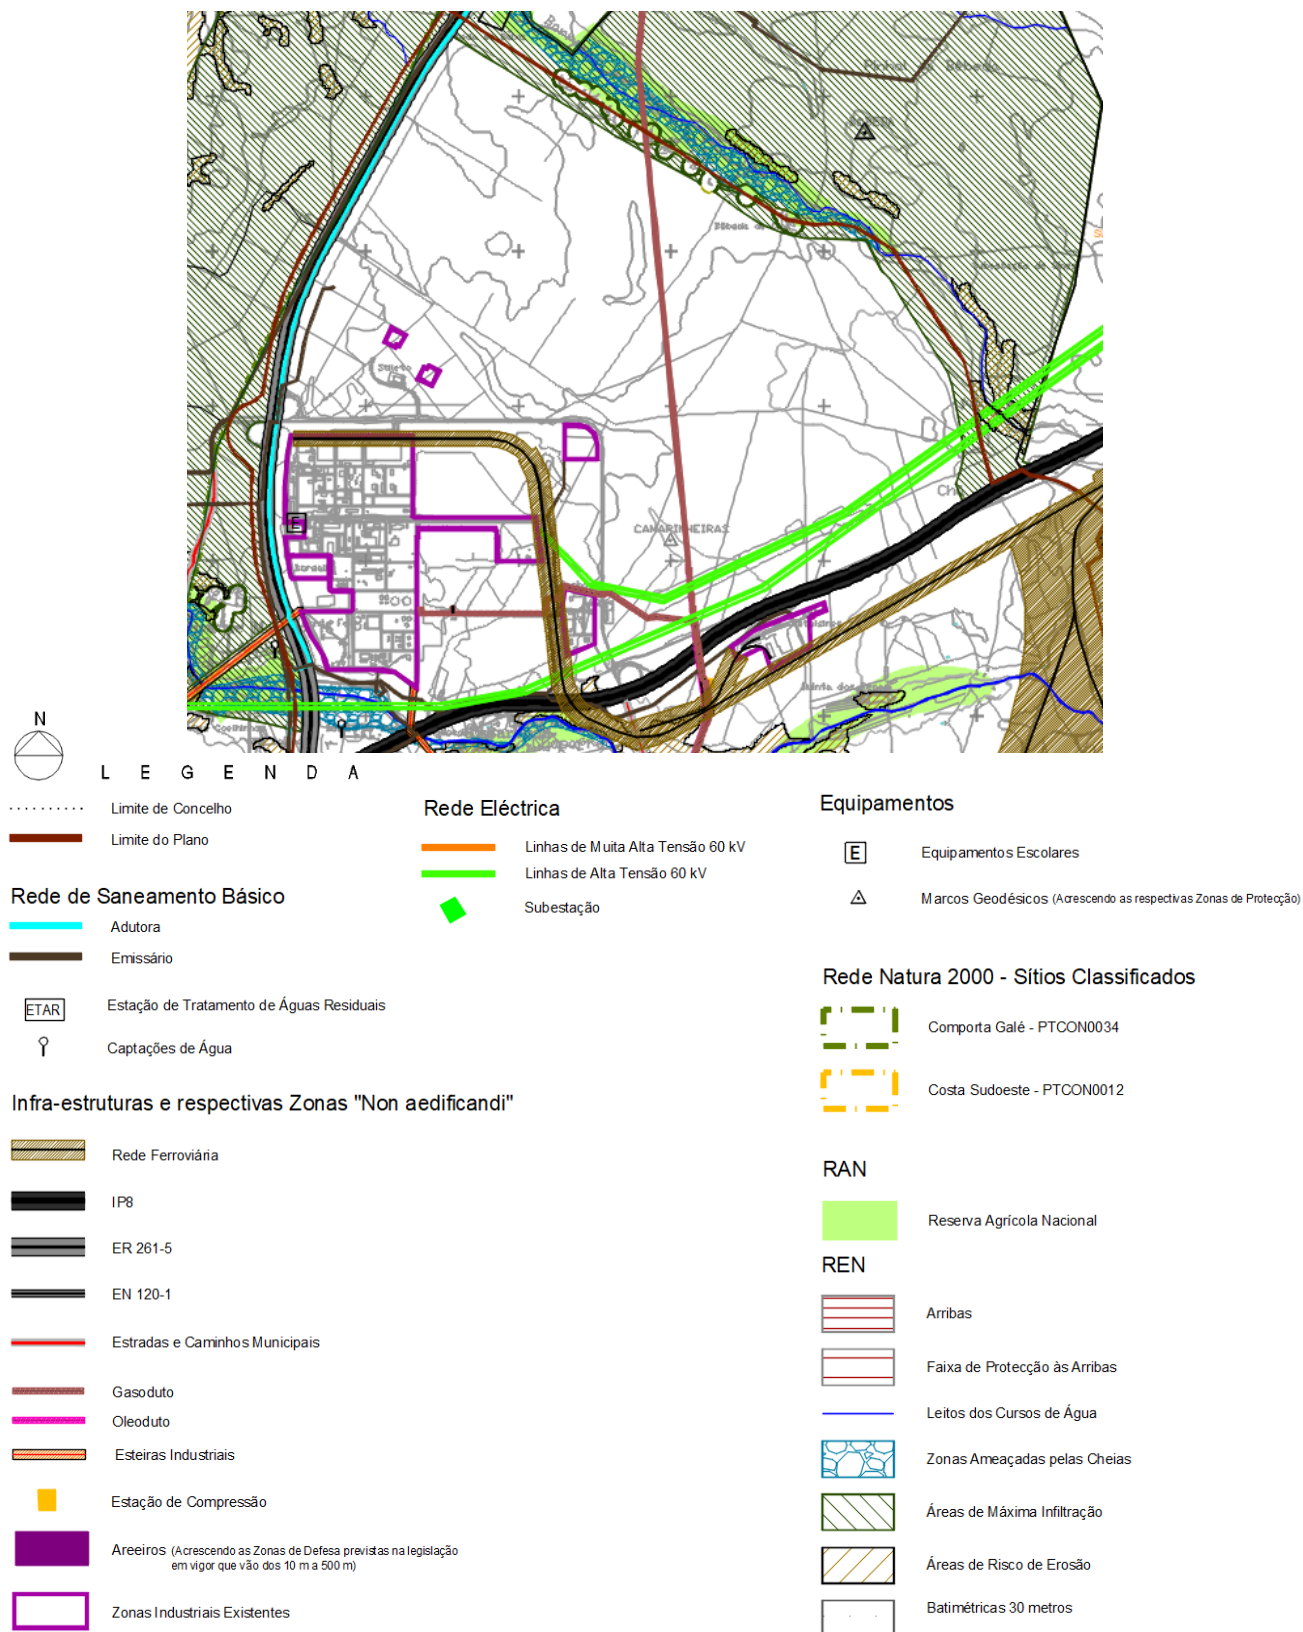 Pinhal do Bêbedo
CAMARINHEIRAS
E
N
L E G E N D A
Limite de Concelho
Limite do Plano
Rede de Saneamento Básico
Adutora
Emissário
ETAR Estação de Tratamento de Águas Residuais
Captações de Água
Infra-estruturas e respectivas Zonas "Non aedificandi"
Rede Ferroviária
IP8
ER 261-5
EN 120-1
Estradas e Caminhos Municipais
Gasoduto
Oleoduto
Esteiras Industriais
Estação de Compressão
Areeiros (Acrescendo as Zonas de Defesa previstas na legislação
em vigor que vão dos 10 m a 500 m)
Zonas Industriais Existentes
Rede Eléctrica
Linhas de Muita Alta Tensão 60 kV
Linhas de Alta Tensão 60 kV
Subestação
Equipamentos
E Equipamentos Escolares
Marcos Geodésicos (Acrescendo as respectivas Zonas de Protecção)
Rede Natura 2000 - Sítios Classificados
Comporta Galé - PTCON0034
Costa Sudoeste - PTCON0012
RAN
Reserva Agrícola Nacional
REN
Arribas
Faixa de Protecção às Arribas
Leitos dos Cursos de Água
Zonas Ameaçadas pelas Cheias
Áreas de Máxima Infiltração
Áreas de Risco de Erosão
Batimétricas 30 metros